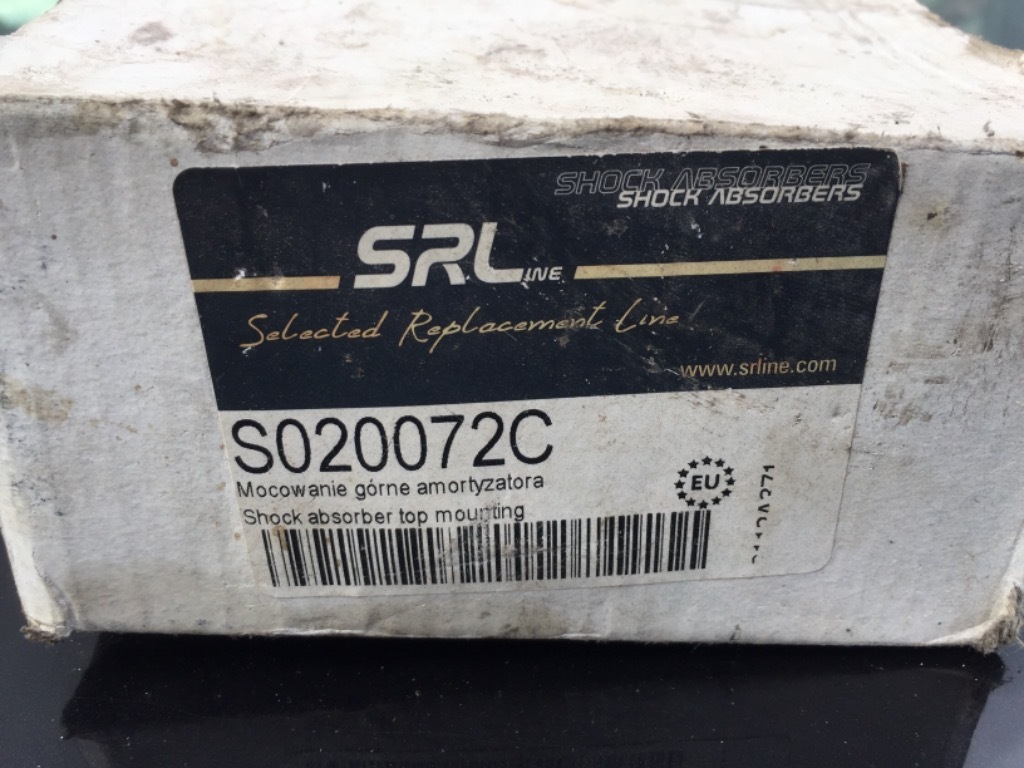 SHOCK ABSORBERS
SHOCK ABSORBERS
SRLINE
Selected Replacement Line
www.srline.com
S020072C
Mocowanie górne amortyzatora
EU
Shock absorber top mounting